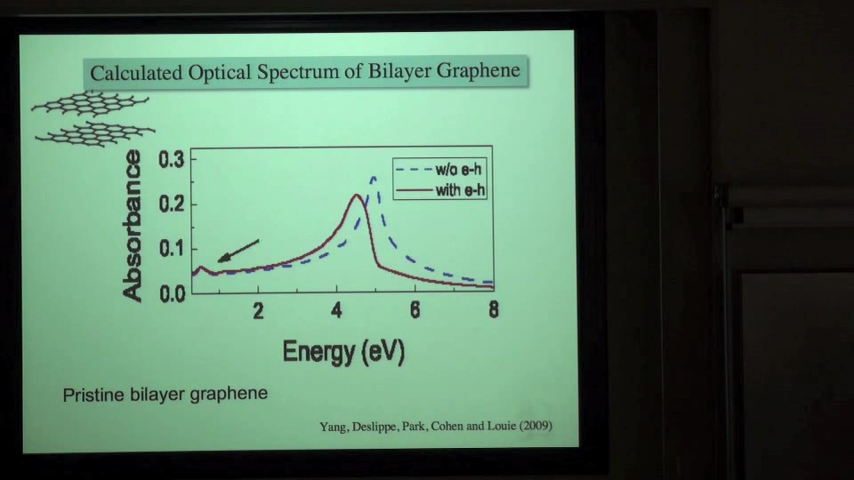 Calculated Optical Spectrum of Bilayer Graphene
Absorbance
0.3
0.2
0.1
0.0
w/o e-h
with e-h
2 4 6 8
Energy (eV)
Pristine bilayer graphene
Yang, Deslippe, Park, Cohen and Louie (2009)